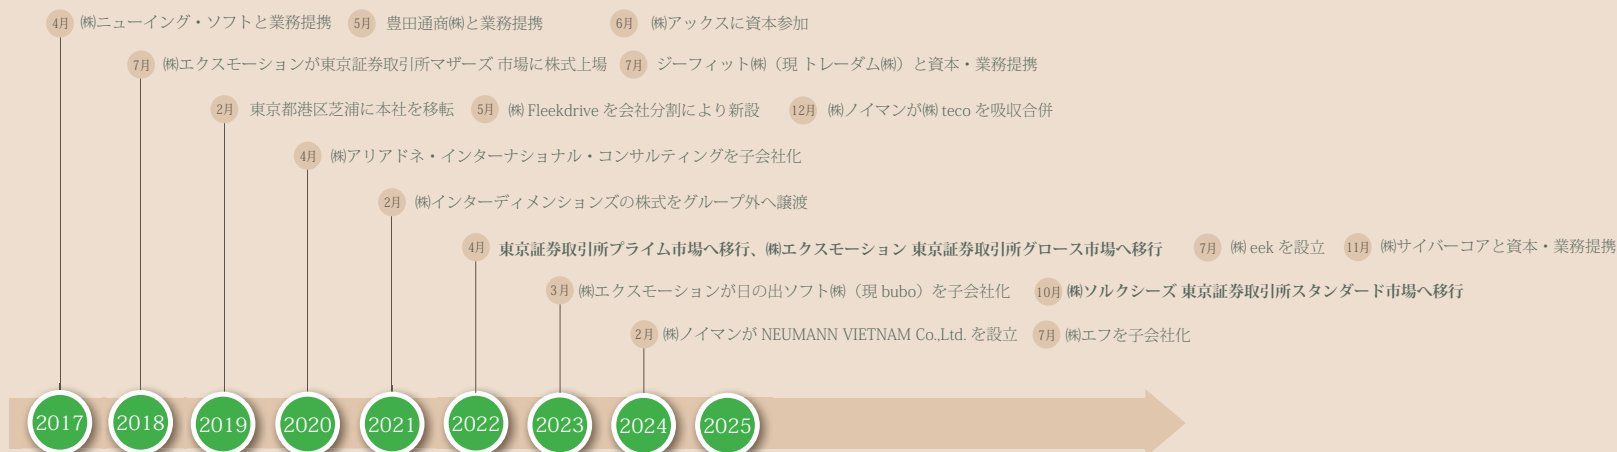 4月 ㈱ニューイング・ソフトと業務提携 5月 豊田通商㈱と業務提携 6月 ㈱アックスに資本参加
7月 ㈱エクスモーションが東京証券取引所マザーズ 市場に株式上場 7月 ジーフィット㈱（現 トレーダム㈱）と資本・業務提携
2月 東京都港区芝浦に本社を移転 5月 ㈱ Fleekdrive を会社分割により新設 12月 ㈱ノイマンが㈱ teco を吸収合併
4月 ㈱アリアドネ・インターナショナル・コンサルティングを子会社化
2月 ㈱インターディメンションズの株式をグループ外へ譲渡
4月 東京証券取引所プライム市場へ移行、㈱エクスモーション 東京証券取引所グロース市場へ移行 7月 ㈱ eek を設立 11月 ㈱サイバーコアと資本・業務提携
3月 ㈱エクスモーションが日の出ソフト㈱（現 bubo）を子会社化 10月 ㈱ソルクシーズ 東京証券取引所スタンダード市場へ移行
2月 ㈱ノイマンが NEUMANN VIETNAM Co.,Ltd. を設立 7月 ㈱エフを子会社化
2017 2018 2019 2020 2021 2022 2023 2024 2025